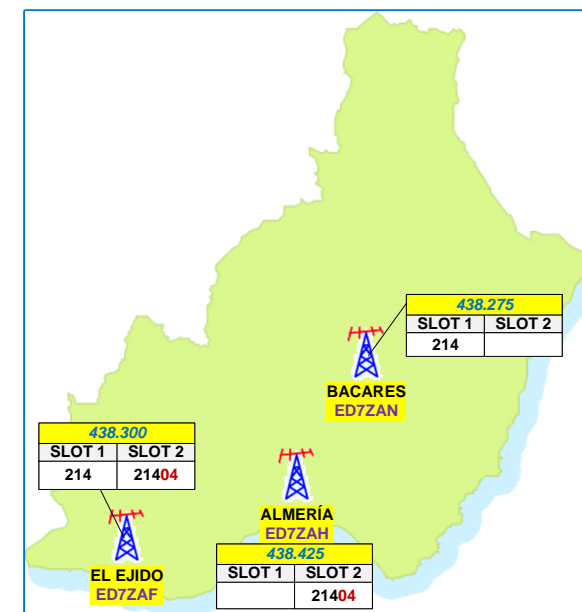 438.275
SLOT 1 SLOT 2
214
BACARES
ED7ZAN
438.300
SLOT 1 SLOT 2
214 21404
EL EJIDO
ED7ZAF
ALMERÍA
ED7ZAH
438.425
SLOT 1 SLOT 2
21404